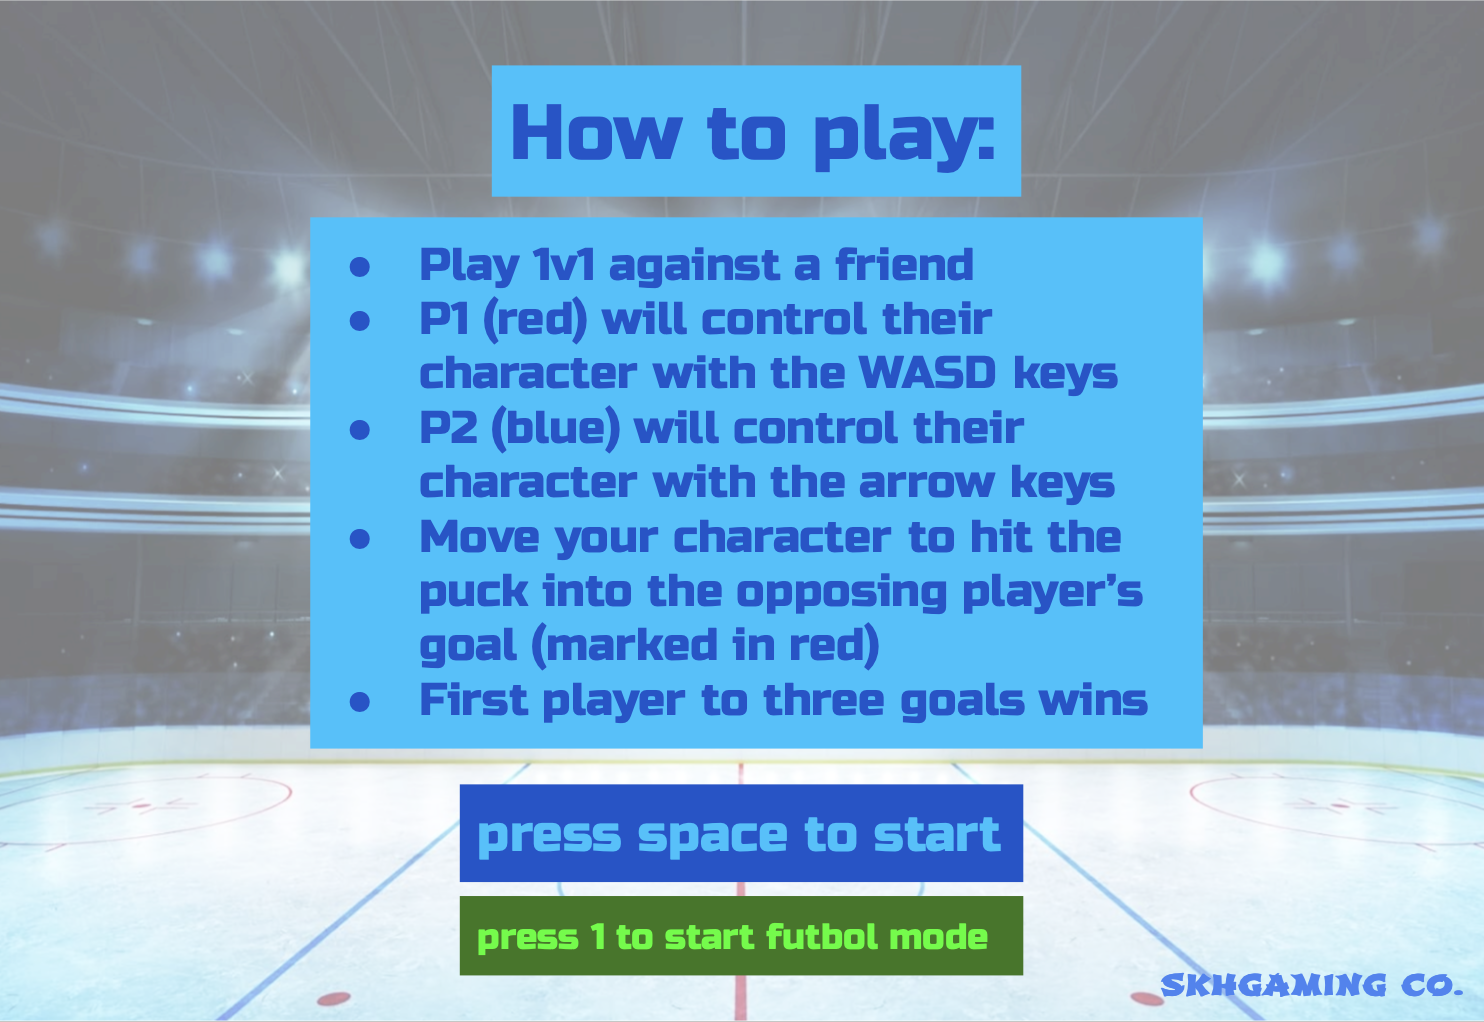 How to play:
● Play 1v1 against a friend
● P1 (red) will control their
character with the WASD keys
● P2 (blue) will control their
character with the arrow keys
● Move your character to hit the
puck into the opposing player’s
goal (marked in red)
● First player to three goals wins
press space to start
press 1 to start futbol mode
SKHGAMING CO.